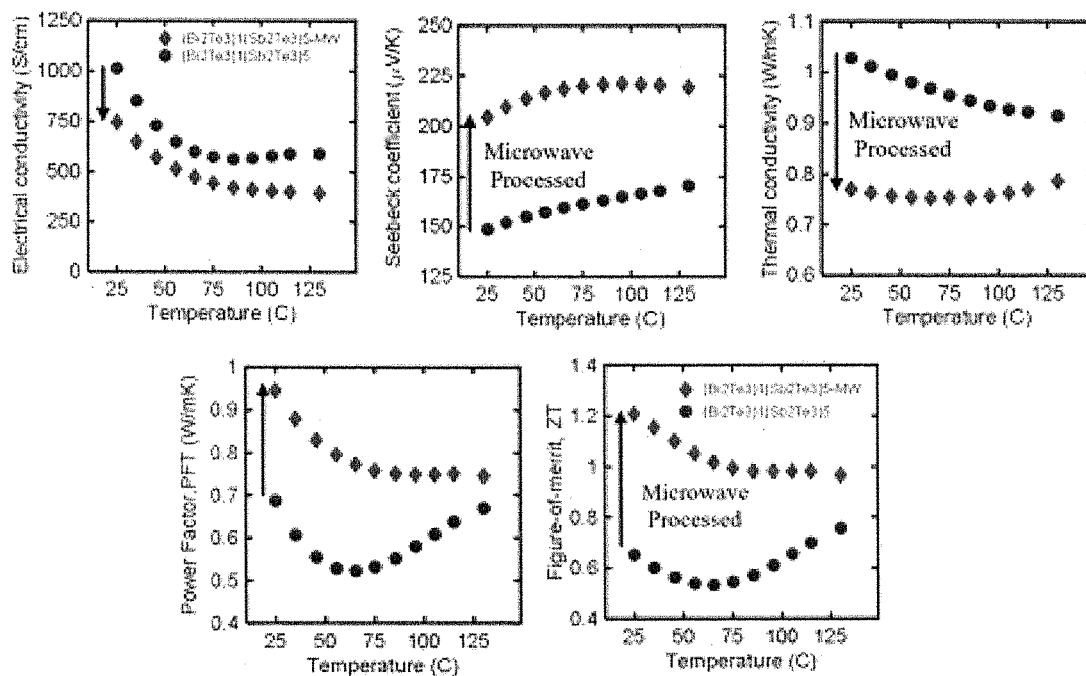 Electrical conductivity (S/cm)
1250
1000
750
500
250
0
(Bi2Te3)1(Sb2Te3)5-MW
(Bi2Te3)1(Sb2Te3)5
25 50 75 100 125
Temperature (C)
Seebeck coefficient (μV/K)
250
225
200
175
150
125
Microwave
Processed
25 50 75 100 125
Temperature (C)
Thermal conductivity (W/mK)
1.1
1
0.9
0.8
0.7
0.6
Microwave
Processed
25 50 75 100 125
Temperature (C)
Power Factor,PFT (W/mK)
1
0.9
0.8
0.7
0.6
0.5
0.4
25 50 75 100 125
Temperature (C)
Figure-of-merrit, ZT
1.4
1.2
1
0.8
0.6
0.4
(Bi2Te3)1(Sb2Te3)5-MW
(Bi2Te3)1(Sb2Te3)5
Microwave
Processed
25 50 75 100 125
Temperature (C)